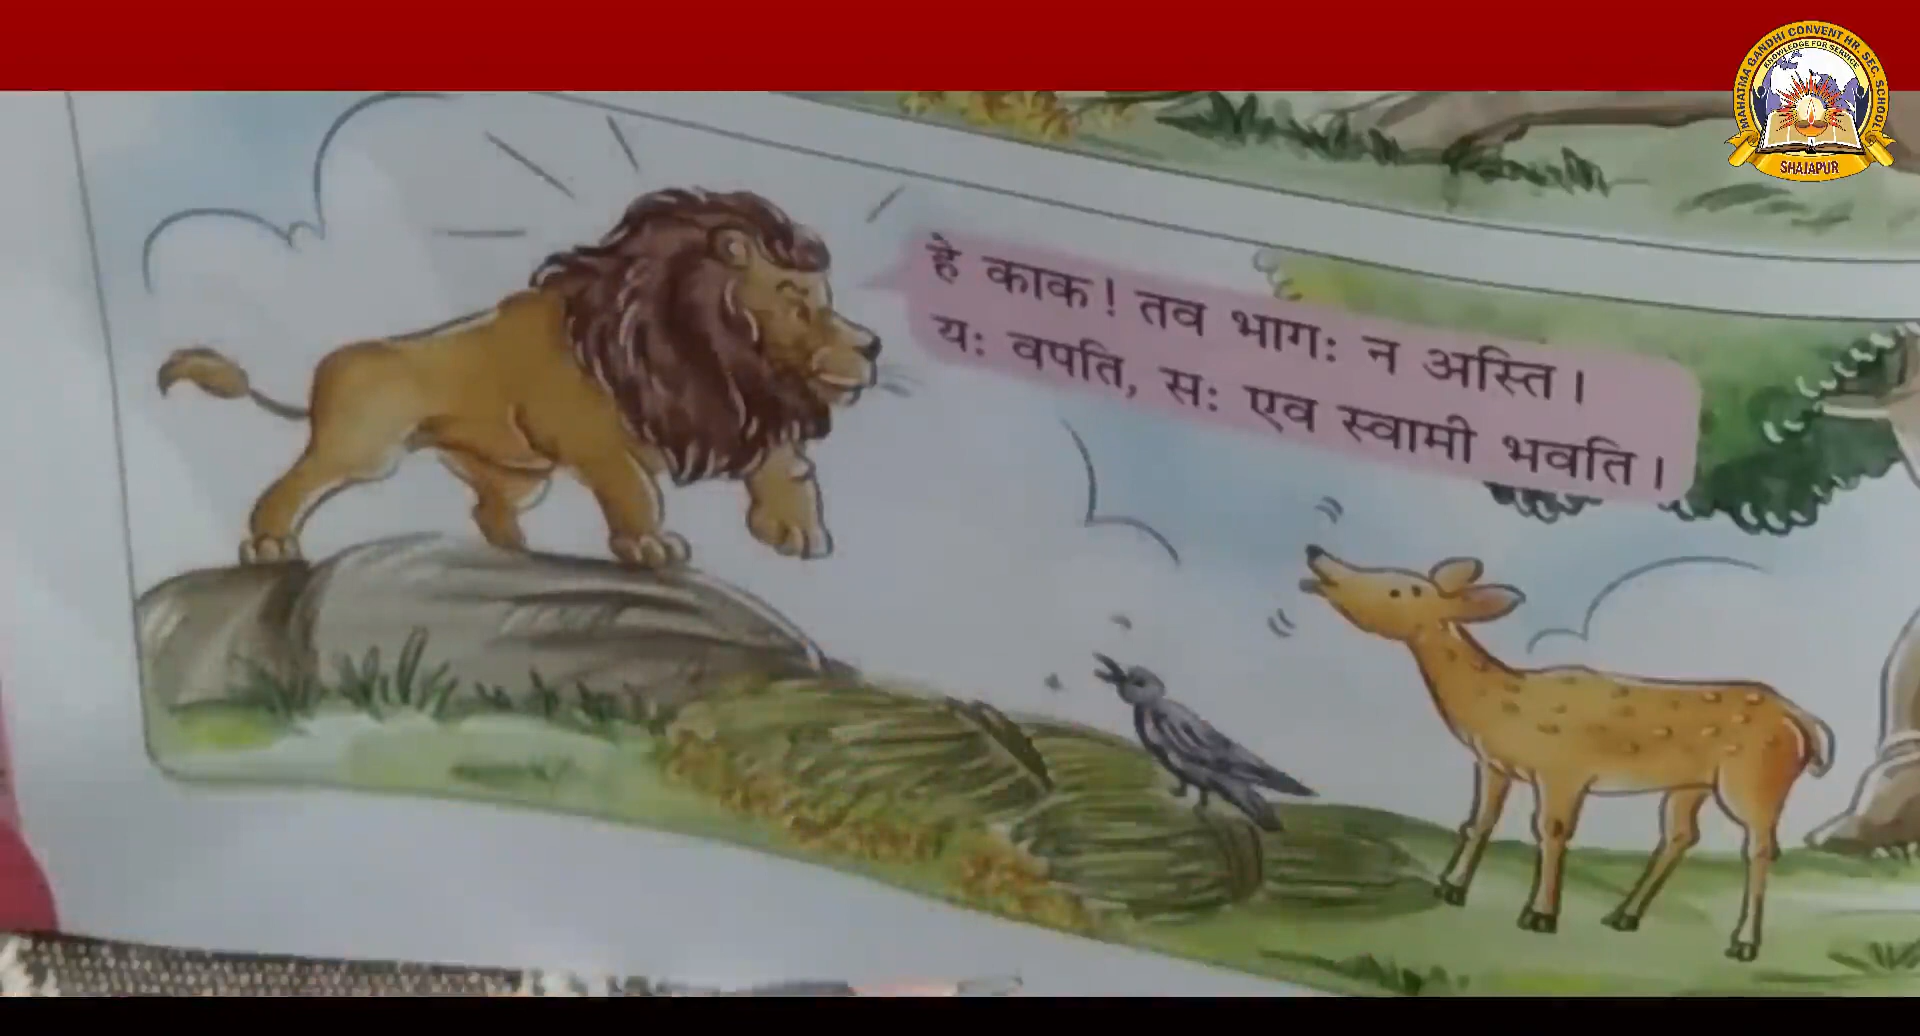 MAHATMA GANDHI CONVENT HR. SEC. SCHOOL
KNOWLEDGE FOR SERVICE
SHAJAPUR
हे काक! तव भागः न अस्ति।
यः वपति, सः एव स्वामी भवति।